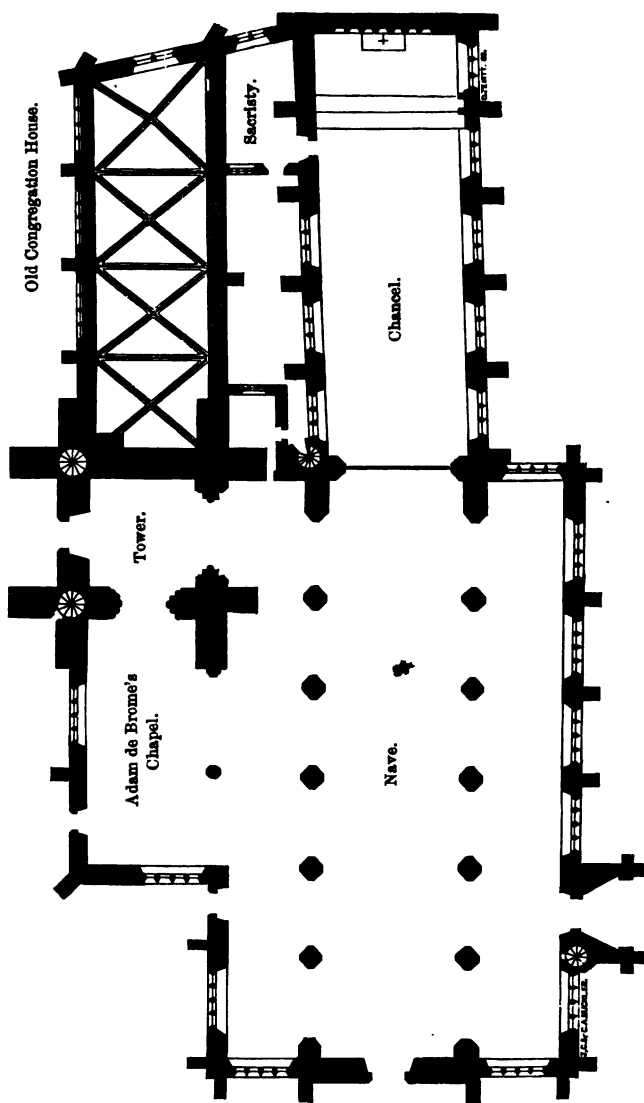 Old Congregation House.
Sacristy.
Chancel.
Tower.
Adam de Brome's
Chapel.
Nave.